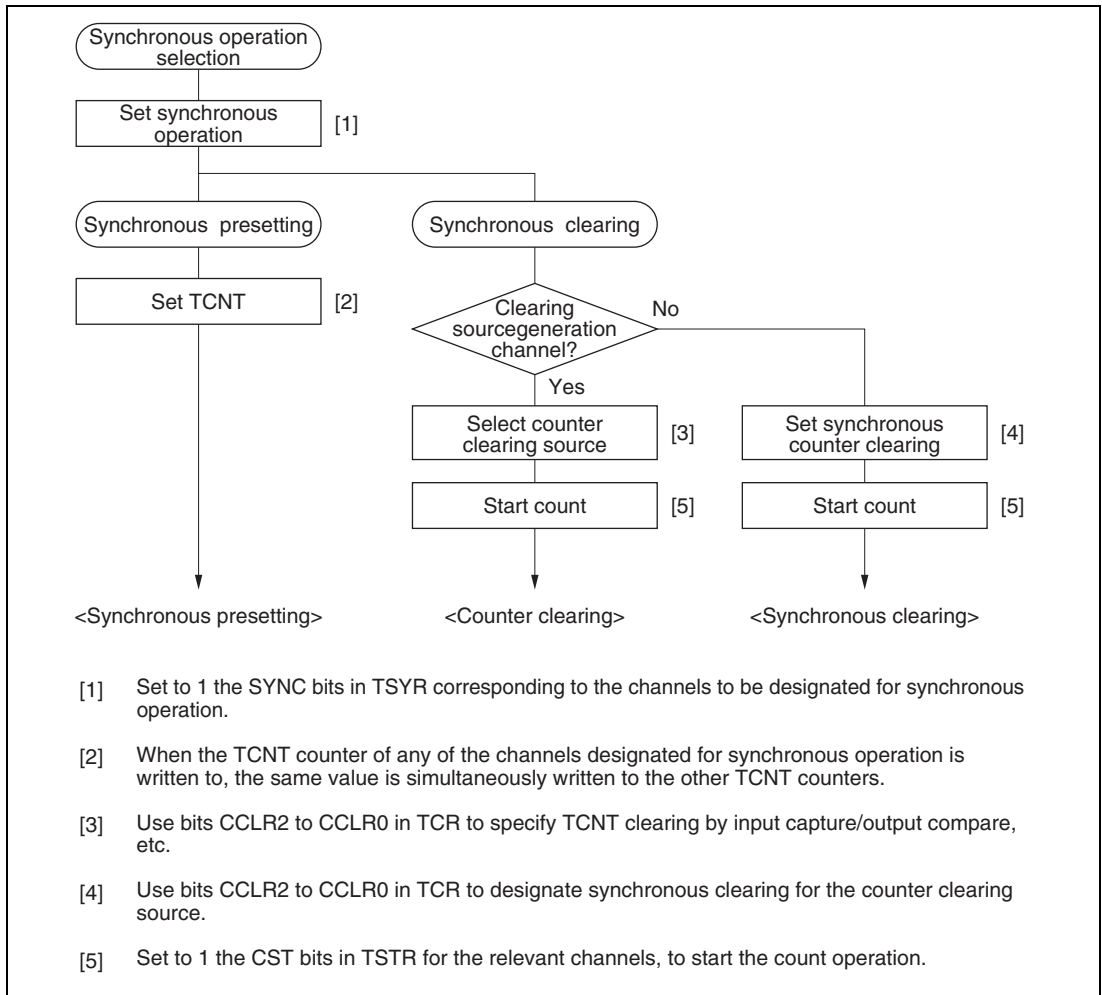 Synchronous operation
selection
Set synchronous
operation
[1]
Synchronous presetting
Synchronous clearing
Set TCNT
[2]
Clearing
sourcegeneration
channel?
No
Yes
Select counter
clearing source
[3]
Set synchronous
counter clearing
[4]
Start count
[5]
Start count
[5]
<Synchronous presetting>
<Counter clearing>
<Synchronous clearing>
[1] Set to 1 the SYNC bits in TSYR corresponding to the channels to be designated for synchronous
operation.
[2] When the TCNT counter of any of the channels designated for synchronous operation is
written to, the same value is simultaneously written to the other TCNT counters.
[3] Use bits CCLR2 to CCLR0 in TCR to specify TCNT clearing by input capture/output compare,
etc.
[4] Use bits CCLR2 to CCLR0 in TCR to designate synchronous clearing for the counter clearing
source.
[5] Set to 1 the CST bits in TSTR for the relevant channels, to start the count operation.